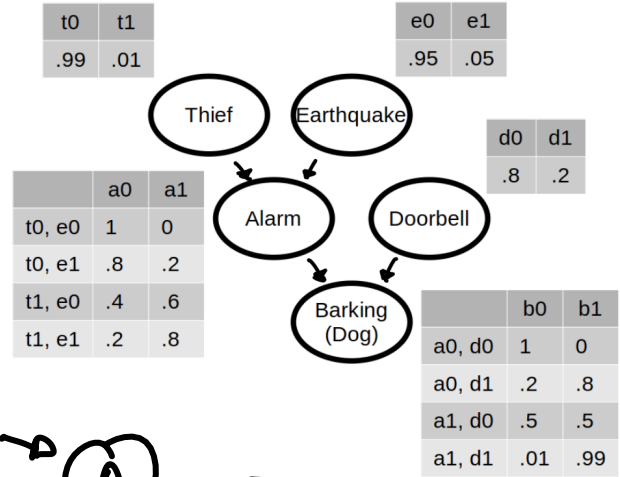 t0 t1
.99 .01
e0 e1
.95 .05
Thief
Earthquake
d0 d1
.8 .2
a0 a1
t0, e0 1 0
t0, e1 .8 .2
t1, e0 .4 .6
t1, e1 .2 .8
Alarm
Doorbell
Barking
(Dog)
b0 b1
a0, d0 1 0
a0, d1 .2 .8
a1, d0 .5 .5
a1, d1 .01 .99